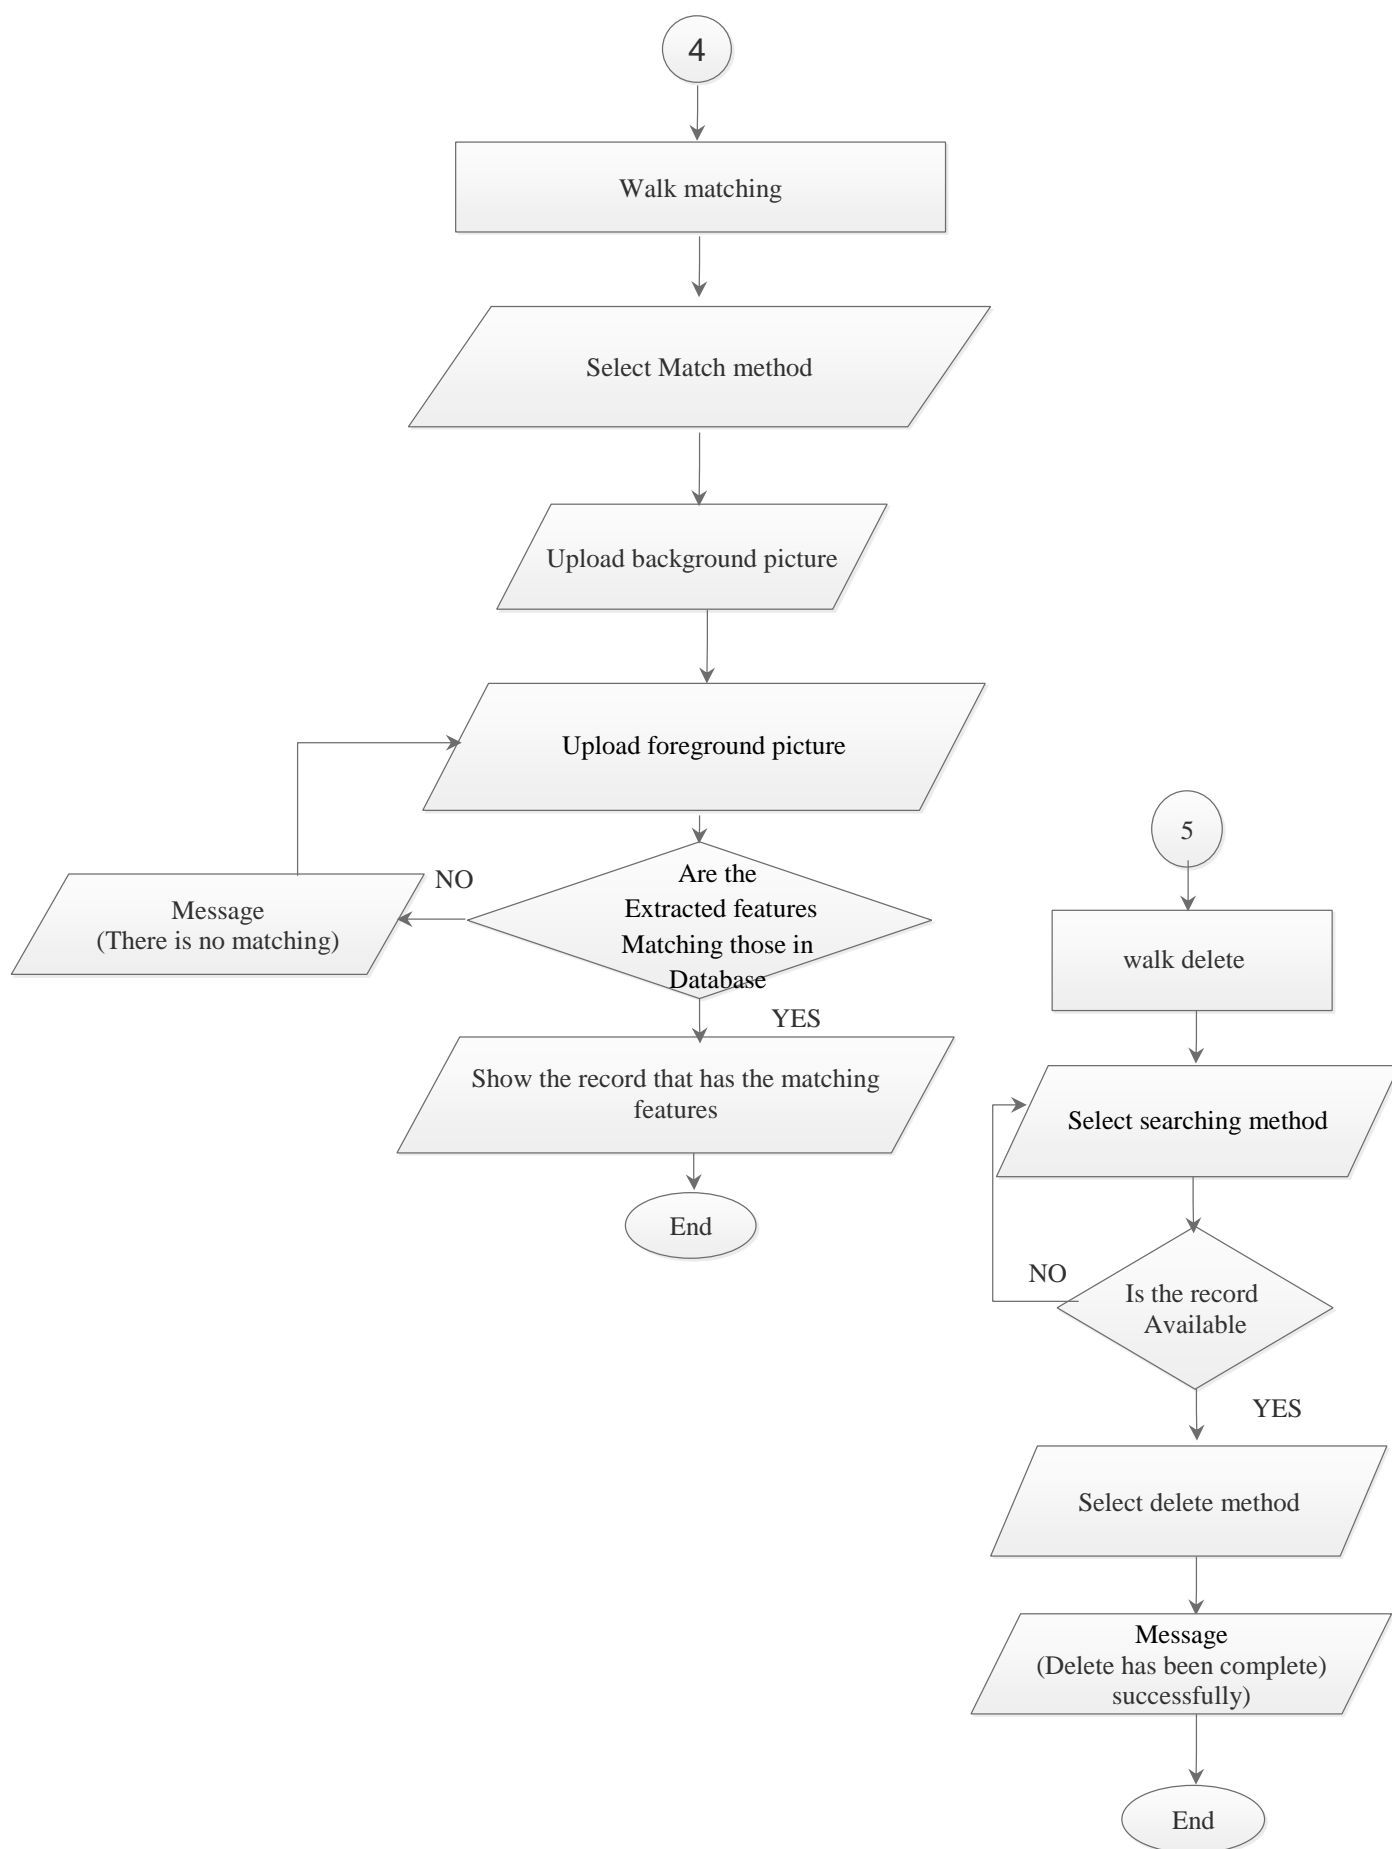 4
Walk matching
Select Match method
Upload background picture
Upload foreground picture
Are the
Extracted features
Matching those in
Database
NO
Message
(There is no matching)
YES
Show the record that has the matching
features
End
5
walk delete
Select searching method
Is the record
Available
NO
YES
Select delete method
Message
(Delete has been complete)
successfully)
End